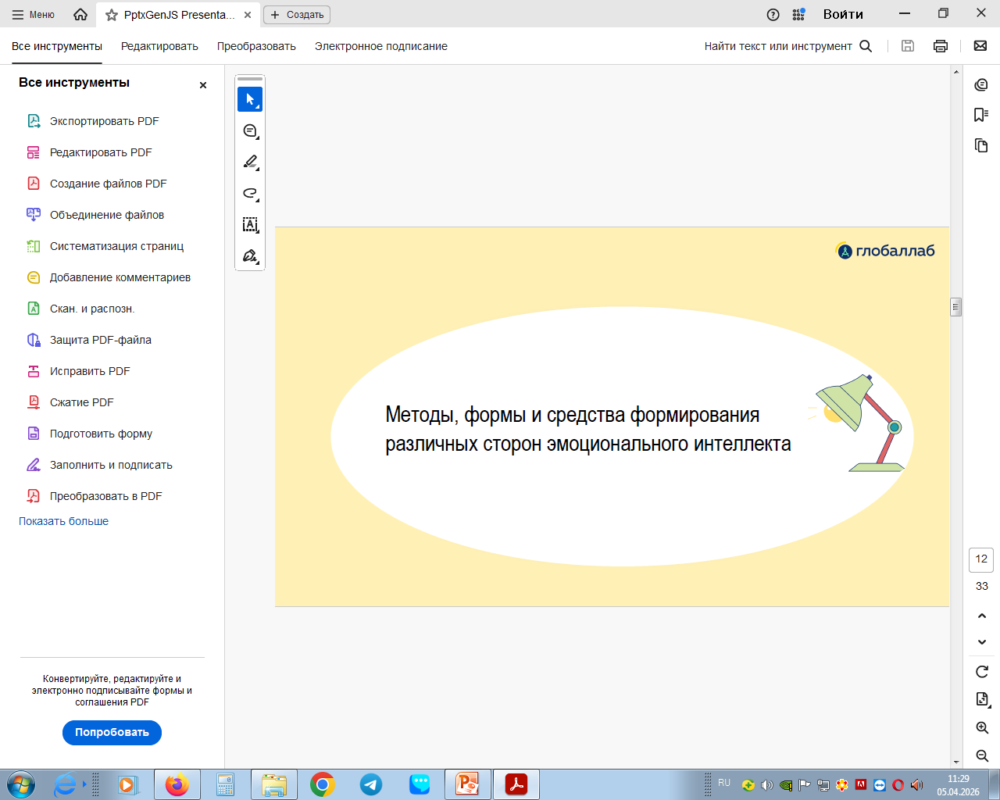 Меню
PptxGenJS Presenta...
Создать
Войти
Все инструменты
Редактировать
Преобразовать
Электронное подписание
Найти текст или инструмент
Все инструменты
Экспортировать PDF
Редактировать PDF
Создание файлов PDF
Объединение файлов
Систематизация страниц
Добавление комментариев
Скан. и распозн.
Защита PDF-файла
Исправить PDF
Сжатие PDF
Подготовить форму
Заполнить и подписать
Преобразовать в PDF
Показать больше
Конвертируйте, редактируйте и
электронно подписывайте формы и
соглашения PDF
Попробовать
глобаллаб
Методы, формы и средства формирования
различных сторон эмоционального интеллекта
12
33
RU
11:29
05.04.2026